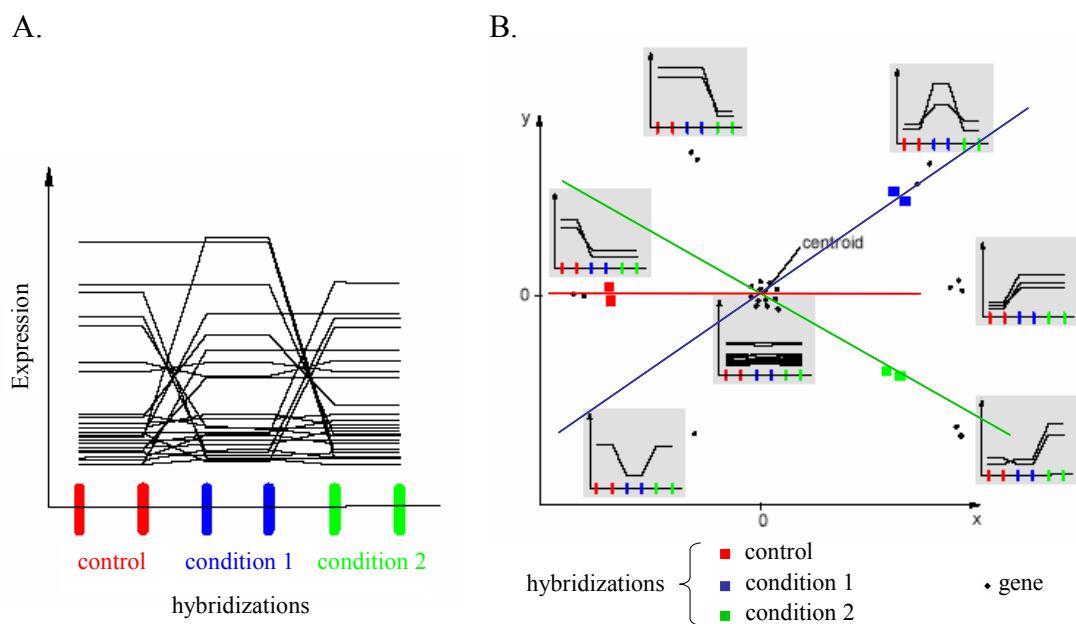 A.
Expression
control condition 1 condition 2
hybridizations
B.
y
centroid
0
0
x
hybridizations
control
condition 1
condition 2
gene